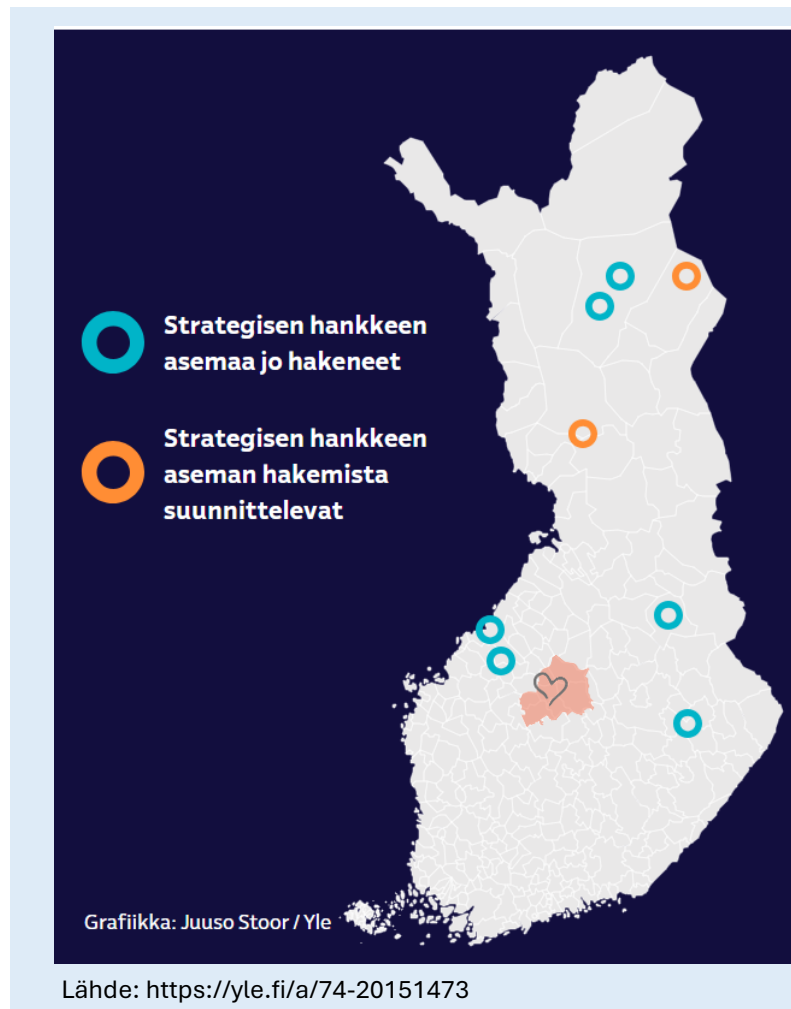 Strategisen hankkeen
asemaa jo hakeneet
Strategisen hankkeen
aseman hakemista
suunnittelevat
Grafiikka: Juuso Stoor / Yle
Lähde: https://yle.fi/a/74-20151473